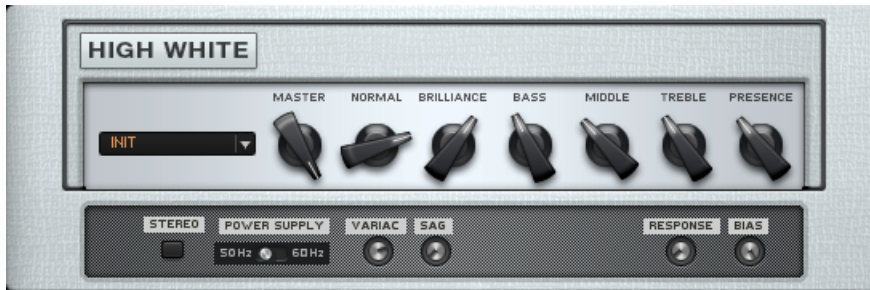 HIGH WHITE
MASTER NORMAL BRILLIANCE BASS MIDDLE TREBLE PRESENCE
INIT
STEREO POWER SUPPLY VARIAC SAG RESPONSE BIAS
50Hz 60Hz